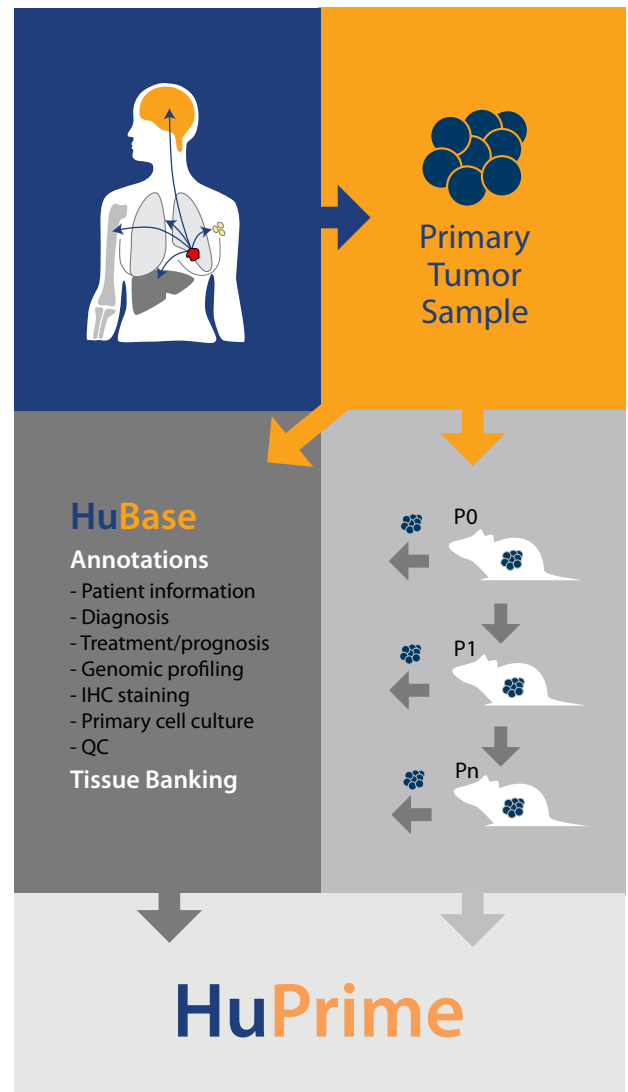 Primary
Tumor
Sample
HuBase
Annotations
- Patient information
- Diagnosis
- Treatment/prognosis
- Genomic profiling
- IHC staining
- Primary cell culture
- QC
Tissue Banking
P0
P1
Pn
HuPrime